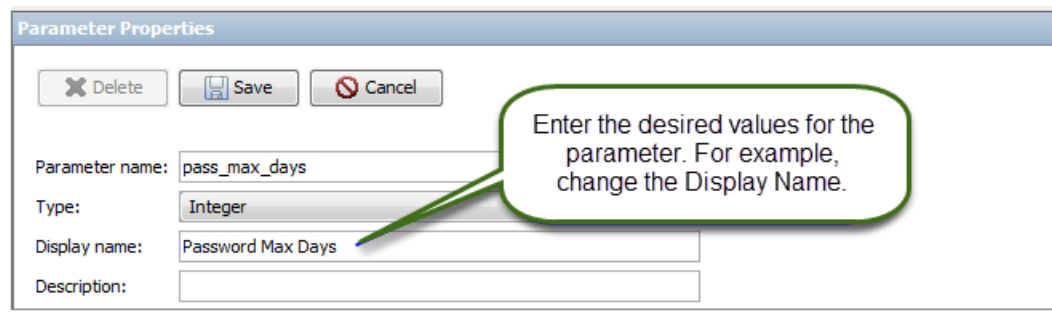 Parameter Properties
Delete Save Cancel
Enter the desired values for the
parameter. For example,
change the Display Name.
Parameter name: pass_max_days
Type: Integer
Display name: Password Max Days
Description: